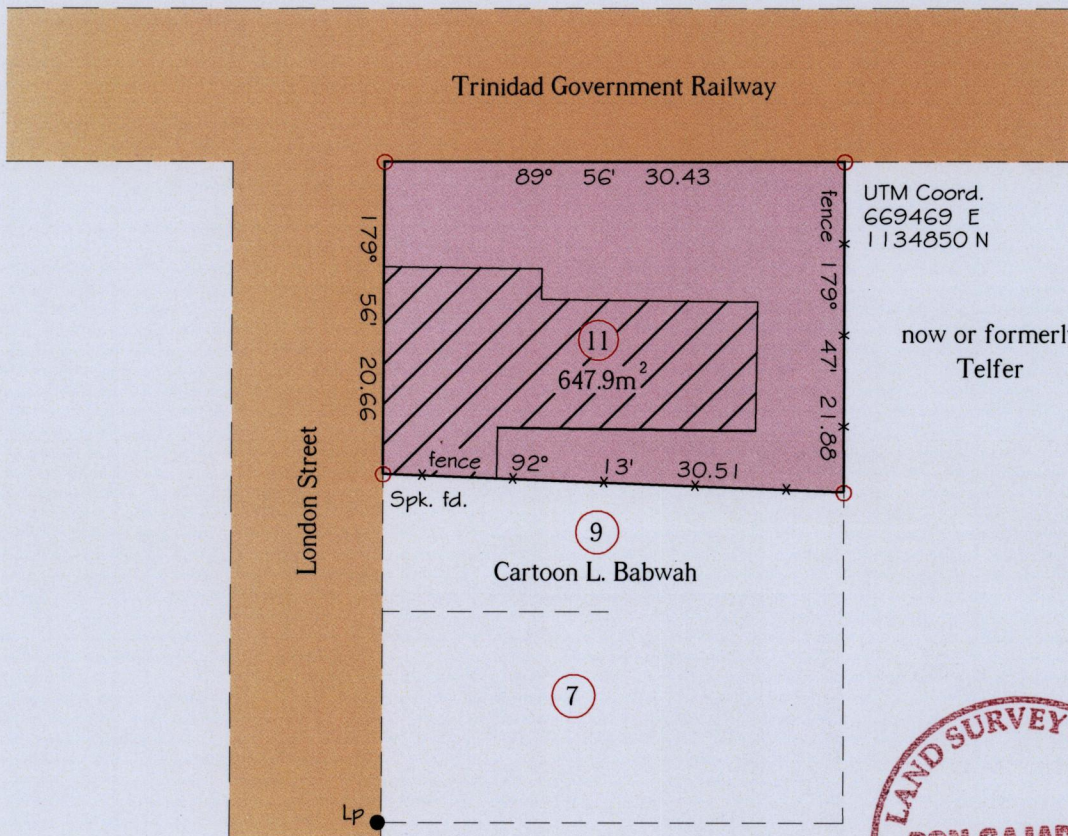 Trinidad Government Railway
89° 56' 30.43
UTM Coord.
669469 E
1134850 N
fence 179° 47' 21.88
179° 56' 20.66
now or formerly
Telfer
11
647.9m²
fence 92° 13' 30.51
Spk. fd.
London Street
9
Cartoon L. Babwah
7
Lp
LAND SURVEY